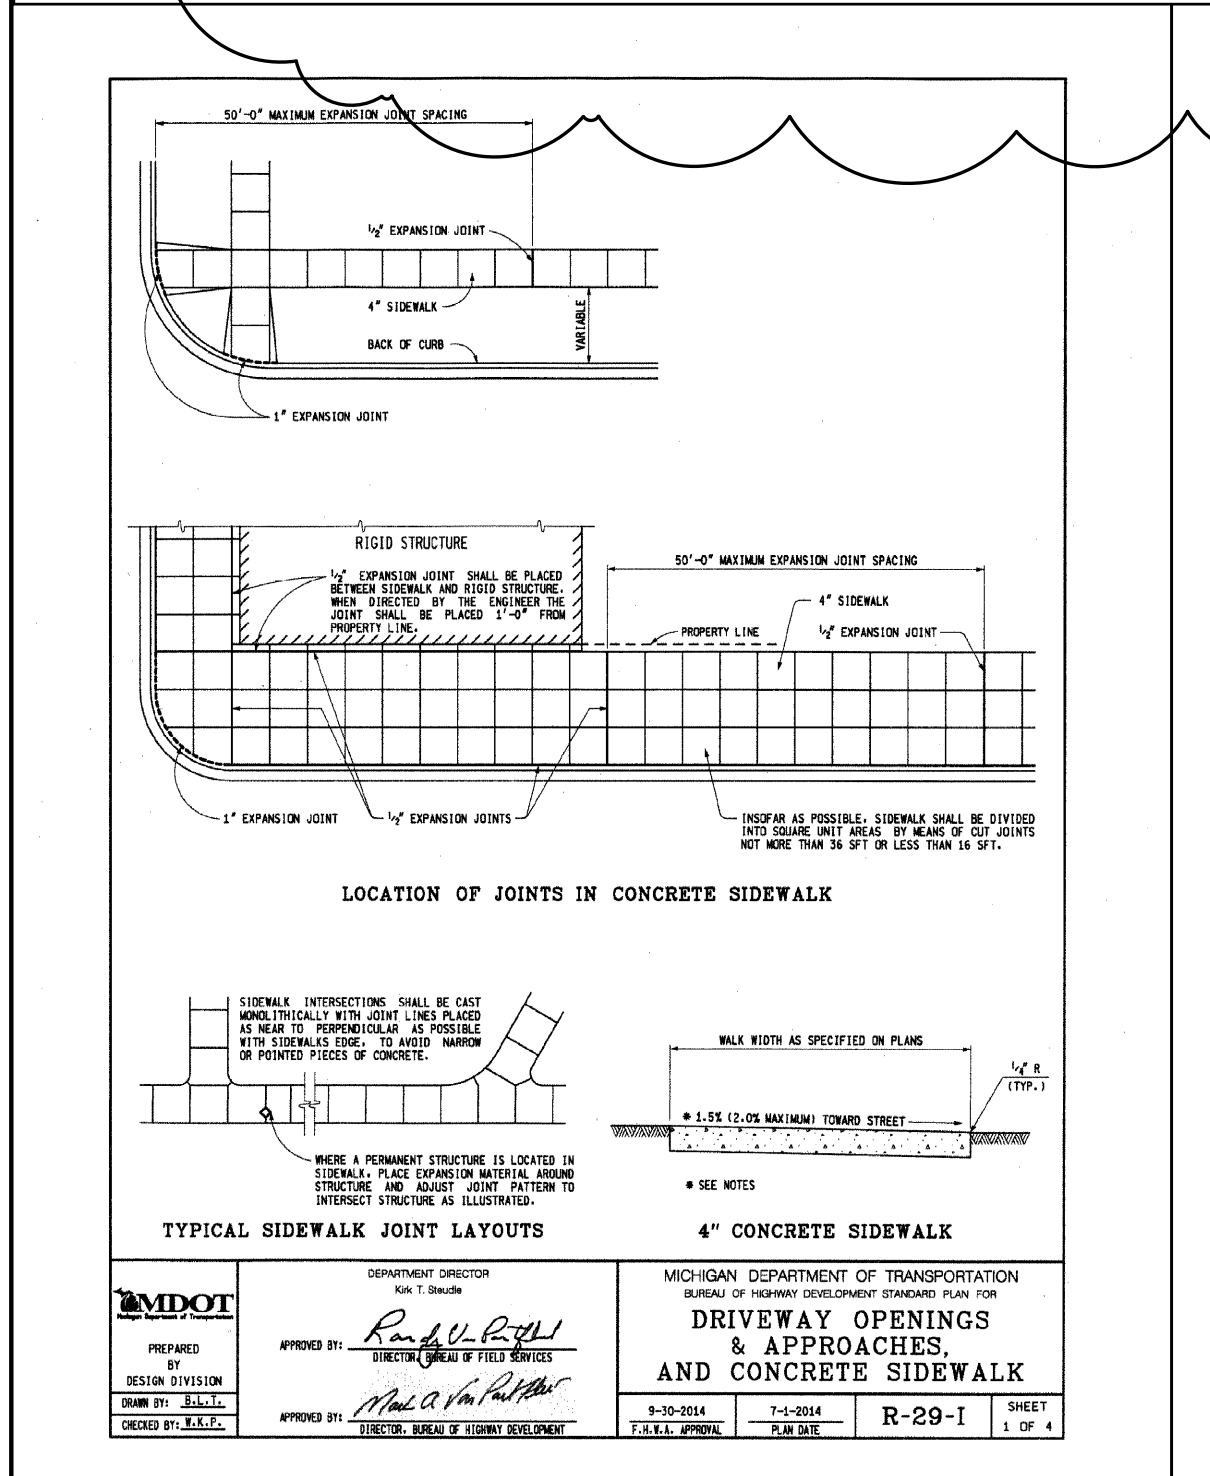 50'-0" MAXIMUM EXPANSION JOINT SPACING
1/2" EXPANSION JOINT
4" SIDEWALK
VARIABLE
BACK OF CURB
1" EXPANSION JOINT
RIGID STRUCTURE
1/2" EXPANSION JOINT SHALL BE PLACED
BETWEEN SIDEWALK AND RIGID STRUCTURE.
WHEN DIRECTED BY THE ENGINEER THE
JOINT SHALL BE PLACED 1'-0" FROM
PROPERTY LINE.
50'-0" MAXIMUM EXPANSION JOINT SPACING
4" SIDEWALK
PROPERTY LINE
1/2" EXPANSION JOINT
1" EXPANSION JOINT
1/2" EXPANSION JOINTS
INSOFAR AS POSSIBLE, SIDEWALK SHALL BE DIVIDED
INTO SQUARE UNIT AREAS BY MEANS OF CUT JOINTS
NOT MORE THAN 36 SFT OR LESS THAN 16 SFT.
LOCATION OF JOINTS IN CONCRETE SIDEWALK
SIDEWALK INTERSECTIONS SHALL BE CAST
MONOLITHICALLY WITH JOINT LINES PLACED
AS NEAR TO PERPENDICULAR AS POSSIBLE
WITH SIDEWALKS EDGE, TO AVOID NARROW
OR POINTED PIECES OF CONCRETE.
WHERE A PERMANENT STRUCTURE IS LOCATED IN
SIDEWALK, PLACE EXPANSION MATERIAL AROUND
STRUCTURE AND ADJUST JOINT PATTERN TO
INTERSECT STRUCTURE AS ILLUSTRATED.
TYPICAL SIDEWALK JOINT LAYOUTS
WALK WIDTH AS SPECIFIED ON PLANS
1/4" R
(TYP.)
* 1.5% (2.0% MAXIMUM) TOWARD STREET
* SEE NOTES
4" CONCRETE SIDEWALK
MDOT
Michigan Department of Transportation
PREPARED
BY
DESIGN DIVISION
DRAWN BY: B.L.T.
CHECKED BY: W.K.P.
DEPARTMENT DIRECTOR
Kirk T. Steudle
APPROVED BY:
DIRECTOR, BUREAU OF FIELD SERVICES
APPROVED BY:
DIRECTOR, BUREAU OF HIGHWAY DEVELOPMENT
MICHIGAN DEPARTMENT OF TRANSPORTATION
BUREAU OF HIGHWAY DEVELOPMENT STANDARD PLAN FOR
DRIVEWAY OPENINGS
& APPROACHES,
AND CONCRETE SIDEWALK
9-30-2014
F.H.W.A. APPROVAL
7-1-2014
PLAN DATE
R-29-I
SHEET
1 OF 4